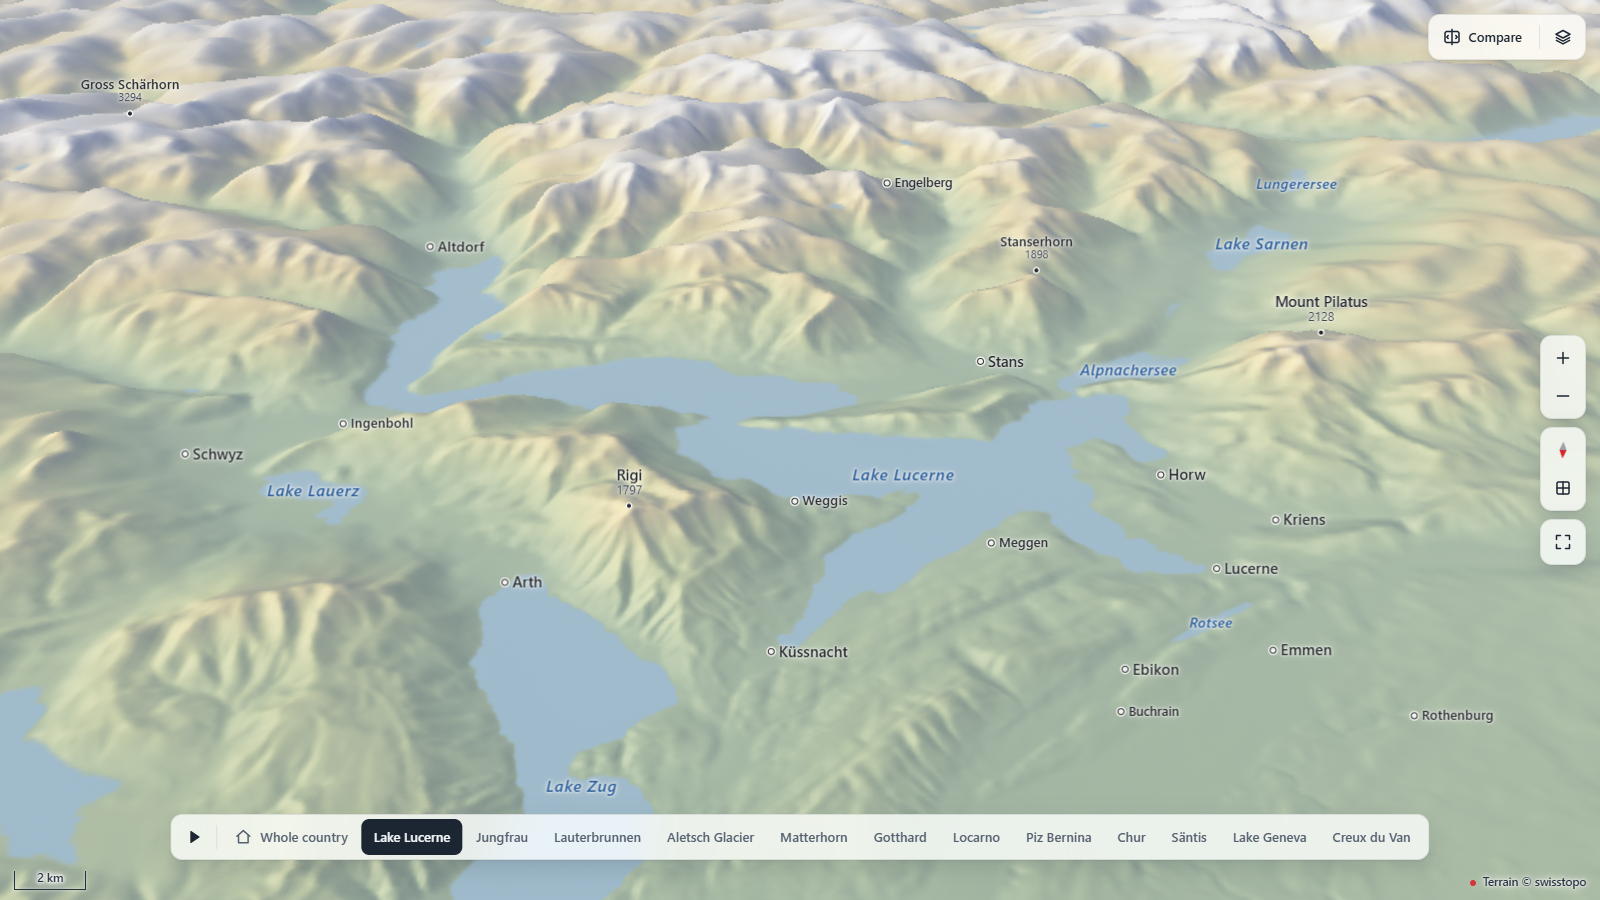 Compare
Gross Schärhorn
3294
Engelberg
Lungerersee
Altdorf
Stanserhorn
1898
Lake Sarnen
Mount Pilatus
2128
Stans
Alpnachersee
Ingenbohl
Schwyz
Lake Lauerz
Rigi
1797
Lake Lucerne
Weggis
Horw
Kriens
Meggen
Lucerne
Arth
Rotsee
Küssnacht
Emmen
Ebikon
Buchrain
Rothenburg
Lake Zug
Whole country Lake Lucerne Jungfrau Lauterbrunnen Aletsch Glacier Matterhorn Gotthard Locarno Piz Bernina Chur Säntis Lake Geneva Creux du Van
2 km
Terrain © swisstopo